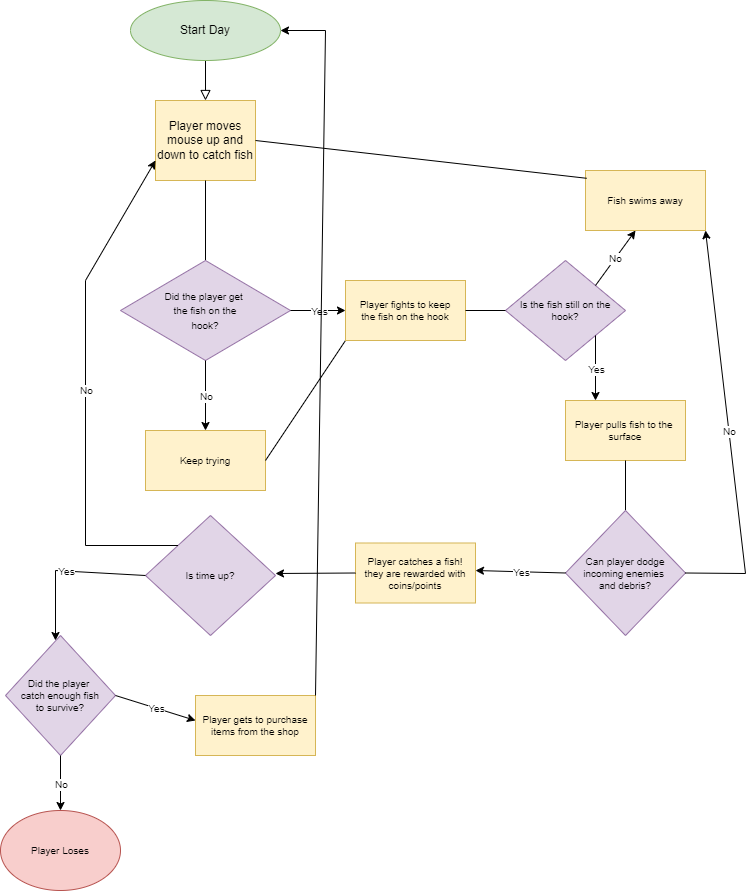 Start Day
Player moves
mouse up and
down to catch fish
Fish swims away
No
Did the player get
the fish on the
hook?
Yes
Player fights to keep
the fish on the hook
Is the fish still on the
hook?
Yes
No
No
Keep trying
Player pulls fish to the
surface
No
Can player dodge
incoming enemies
and debris?
Yes
Player catches a fish!
they are rewarded with
coins/points
Is time up?
Yes
Did the player
catch enough fish
to survive?
Yes
Player gets to purchase
items from the shop
No
Player Loses